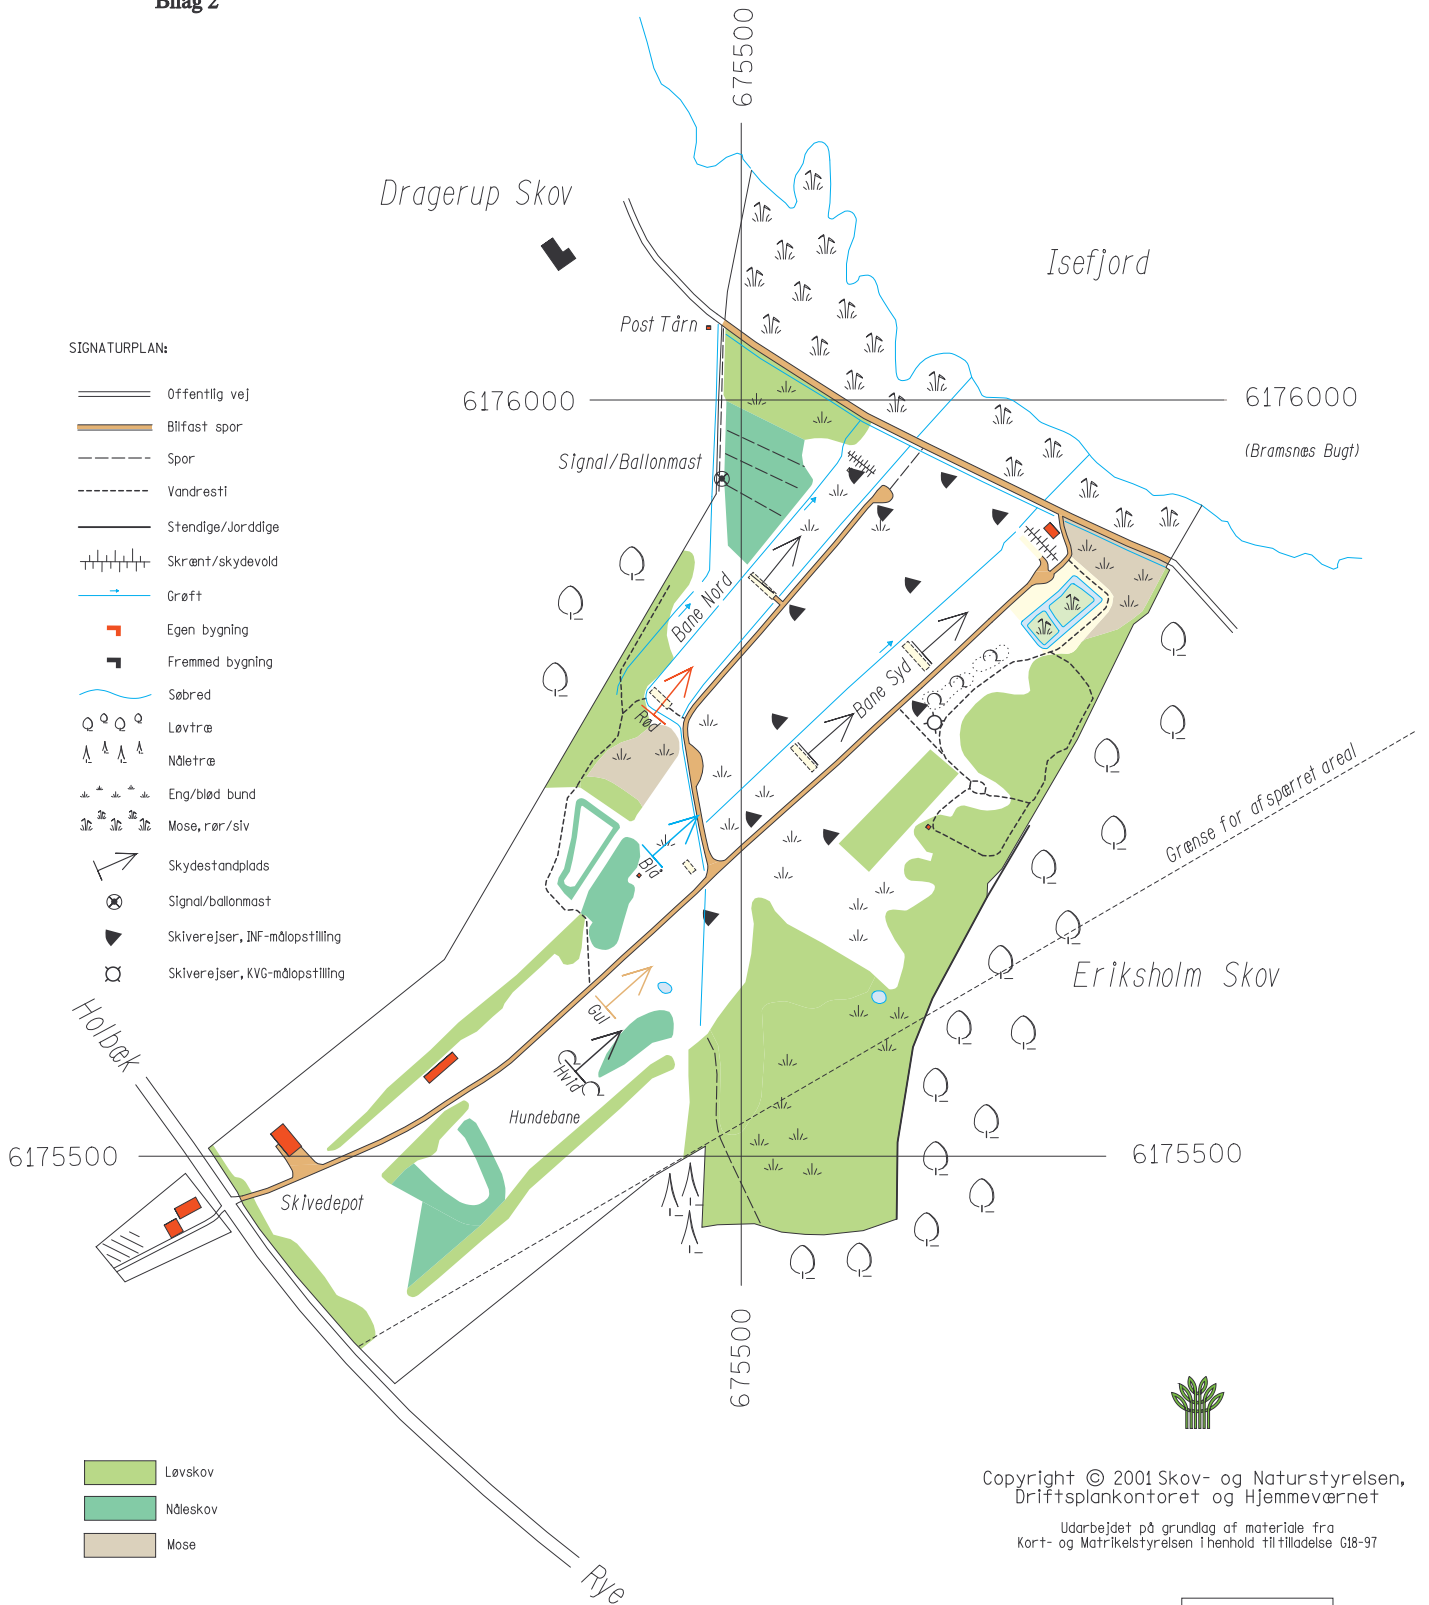 Bilag 2
675500
Dragerup Skov
Isefjord
Post Tårn
SIGNATURPLAN:
Offentlig vej
Bilfast spor
Spor
Vandresti
Stendige/Jorddige
Skrænt/skydevold
Grøft
Egen bygning
Fremmed bygning
Søbred
Løvtræ
Nåletræ
Eng/blød bund
Mose, rør/siv
Skydestandplads
Signal/ballonmast
Skiverejser, INF-målopstilling
Skiverejser, KVG-målopstilling
6176000
6176000
(Bramsnæs Bugt)
Signal/Ballonmast
Bane Nord
Bane Syd
Rød
Blå
Grænse for afspærret areal
Eriksholm Skov
Gul
Hvid
Hundebane
Holbæk
6175500
6175500
Skivedepot
675500
Rye
Løvskov
Nåleskov
Mose
Copyright © 2001 Skov- og Naturstyrelsen,
Driftsplankontoret og Hjemmeværnet
Udarbejdet på grundlag af materiale fra
Kort- og Matrikelstyrelsen i henhold til tilladelse G18-97